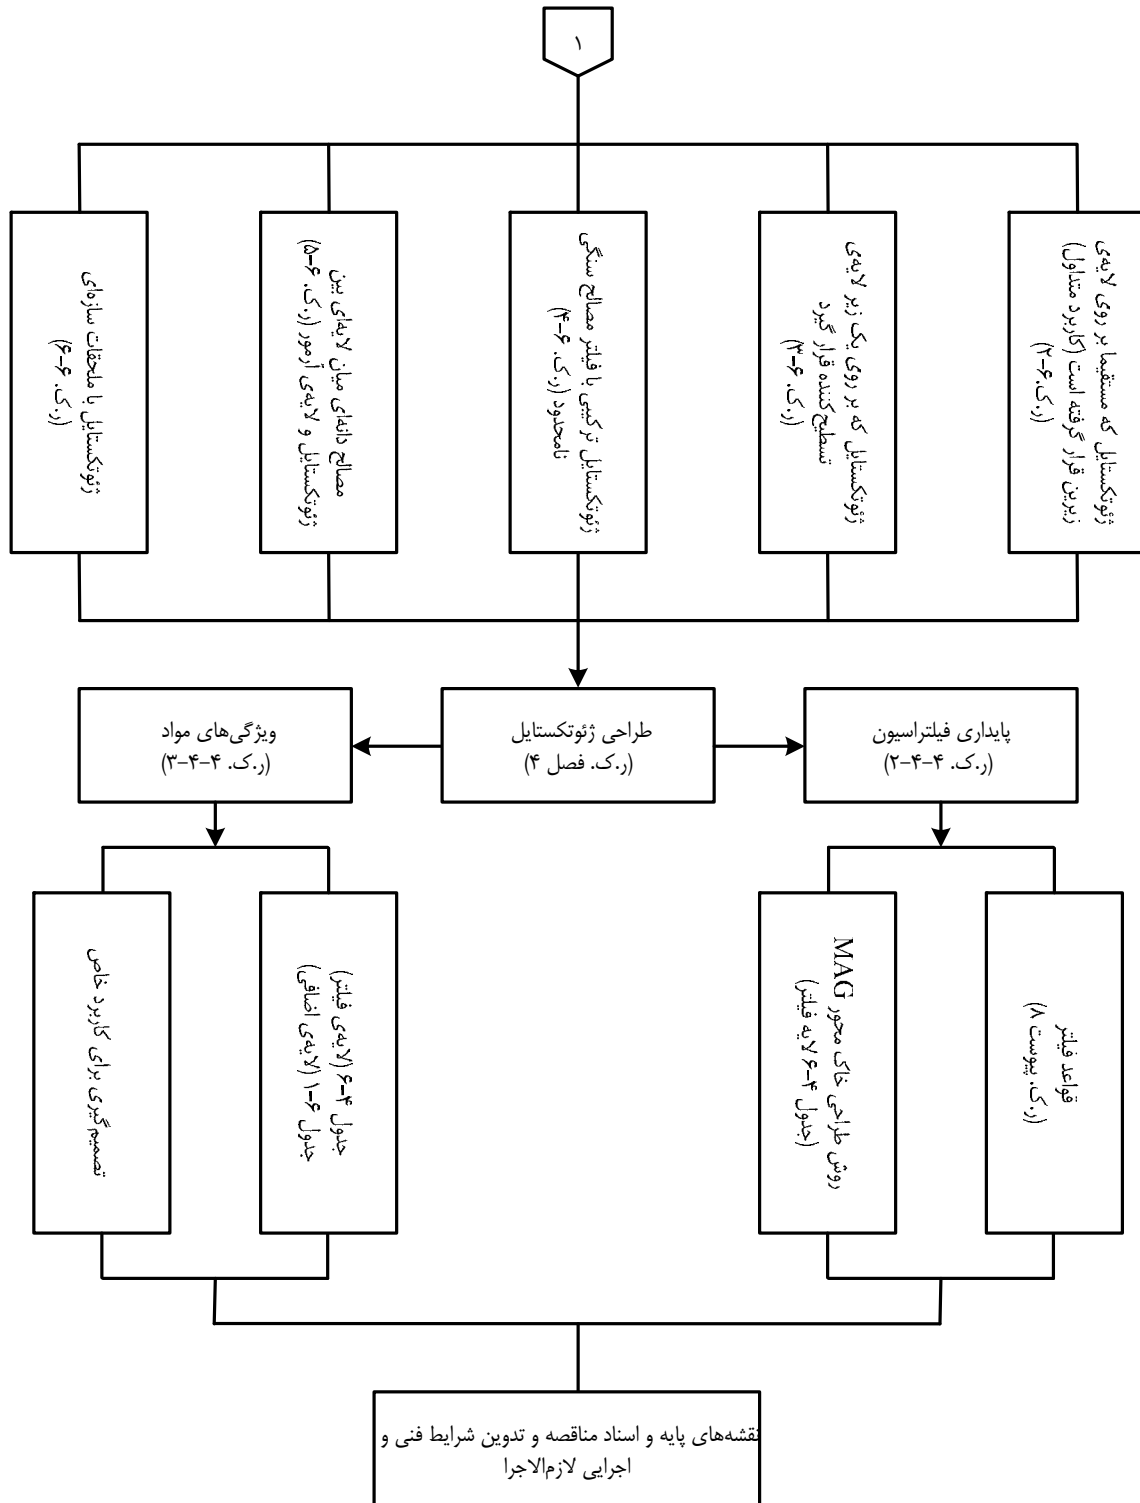 ۱
ژئوتکستایل که مستقیما بر روی لایه‌ی
زیرین قرار گرفته است (کاربرد متداول)
(ر.ک.۶-۲)
ژئوتکستایل که بر روی یک زیر لایه‌ی
تسطیح‌کننده قرار گیرد
(ر.ک. ۶-۳)
ژئوتکستایل ترکیبی با فیلتر مصالح سنگی
نامحدود (ر.ک. ۶-۴)
مصالح دانه‌ای میان لایه‌ای بین
ژئوتکستایل و لایه‌ی آرمور (ر.ک. ۶-۵)
ژئوتکستایل با ملحقات سازه‌ای
(ر.ک. ۶-۶)
پایداری فیلتراسیون
(ر.ک. ۴-۴-۲)
طراحی ژئوتکستایل
(ر.ک. فصل ۴)
ویژگی‌های مواد
(ر.ک. ۴-۴-۳)
قواعد فیلتر
(ر.ک. پیوست ۸)
روش طراحی خاک محور MAG
(جدول ۴-۶ لایه فیلتر)
جدول ۴-۶ (لایه‌ی فیلتر)
جدول ۶-۱ (لایه‌ی اضافی)
تصمیم‌گیری برای کاربرد خاص
نقشه‌های پایه و اسناد مناقصه و تدوین شرایط فنی و
اجرایی لازم‌الاجرا